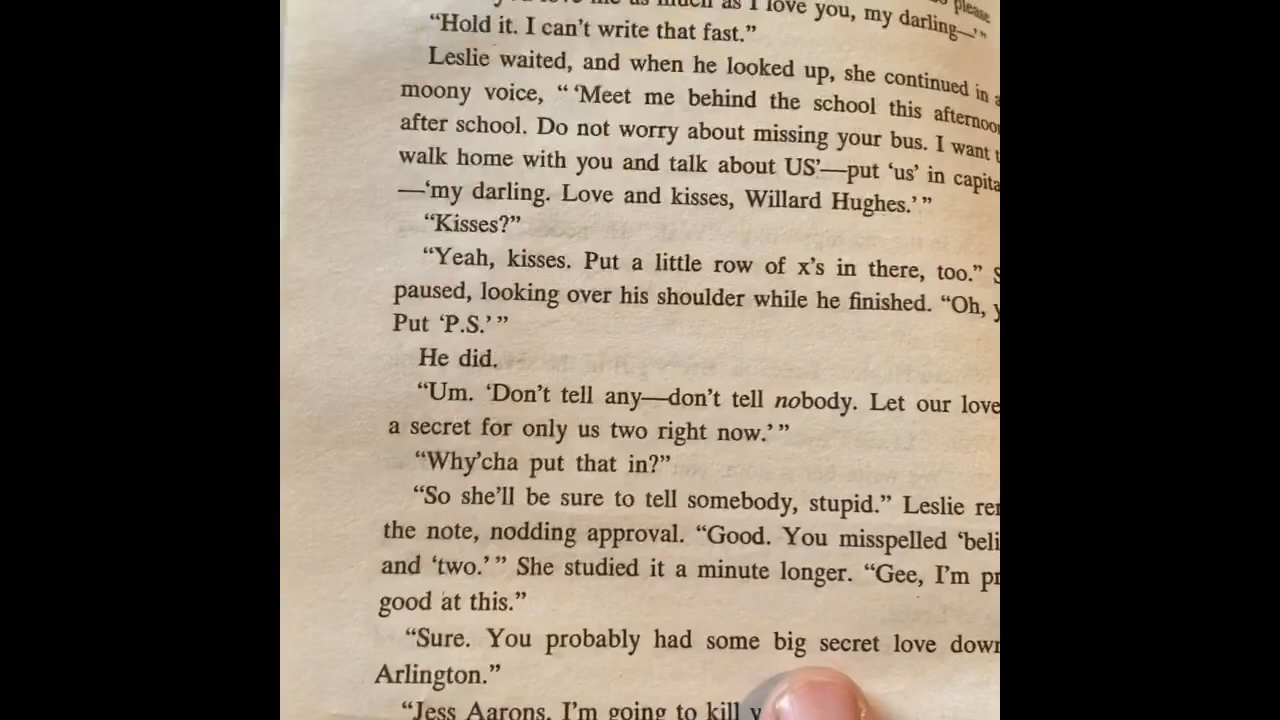 me as much as I love you, my darling—’”
please
“Hold it. I can’t write that fast.”
Leslie waited, and when he looked up, she continued in a
moony voice, “ ‘Meet me behind the school this afternoon
after school. Do not worry about missing your bus. I want t
walk home with you and talk about US’—put ‘us’ in capita
—‘my darling. Love and kisses, Willard Hughes.’ ”
“Kisses?”
“Yeah, kisses. Put a little row of x’s in there, too.” S
paused, looking over his shoulder while he finished. “Oh, y
Put ‘P.S.’ ”
He did.
“Um. ‘Don’t tell any—don’t tell nobody. Let our love
a secret for only us two right now.’ ”
“Why’cha put that in?”
“So she’ll be sure to tell somebody, stupid.” Leslie rer
the note, nodding approval. “Good. You misspelled ‘beli
and ‘two.’ ” She studied it a minute longer. “Gee, I’m pr
good at this.”
“Sure. You probably had some big secret love down
Arlington.”
“Jess Aarons, I’m going to kill y